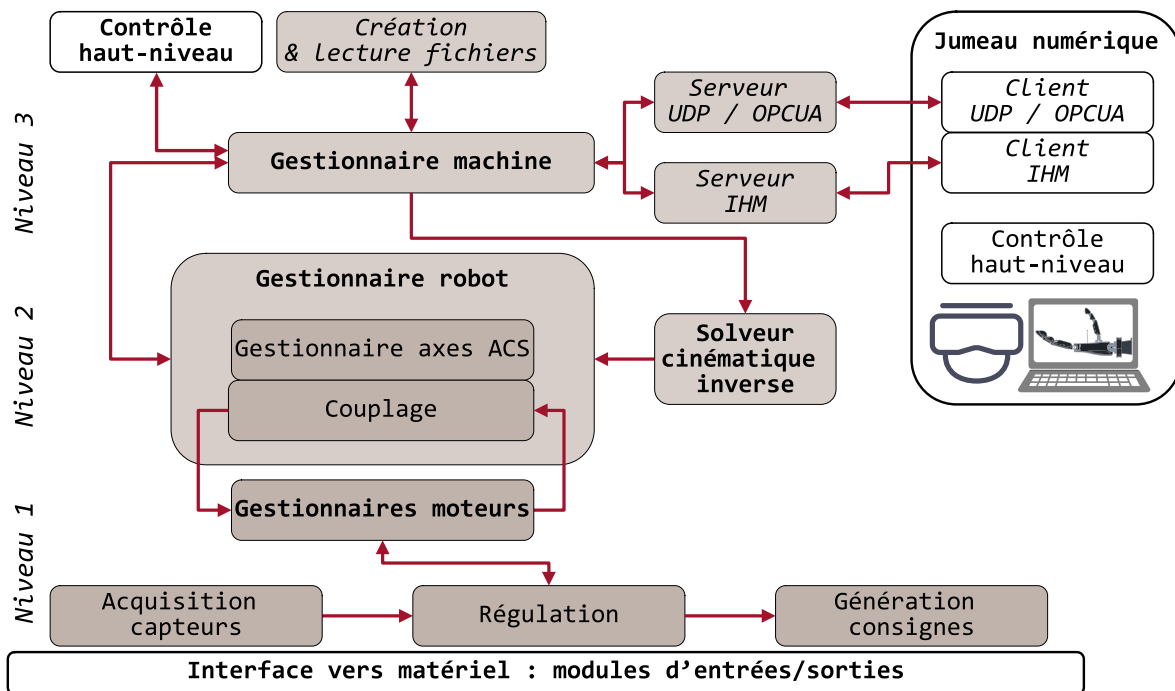 Contrôle
haut-niveau
Création
& lecture fichiers
Jumeau numérique
Serveur
UDP / OPCUA
Client
UDP / OPCUA
Niveau 3
Gestionnaire machine
Client
IHM
Serveur
IHM
Contrôle
haut-niveau
Gestionnaire robot
Niveau 2
Gestionnaire axes ACS
Couplage
Solveur
cinématique
inverse
Niveau 1
Gestionnaires moteurs
Acquisition
capteurs
Régulation
Génération
consignes
Interface vers matériel : modules d’entrées/sorties